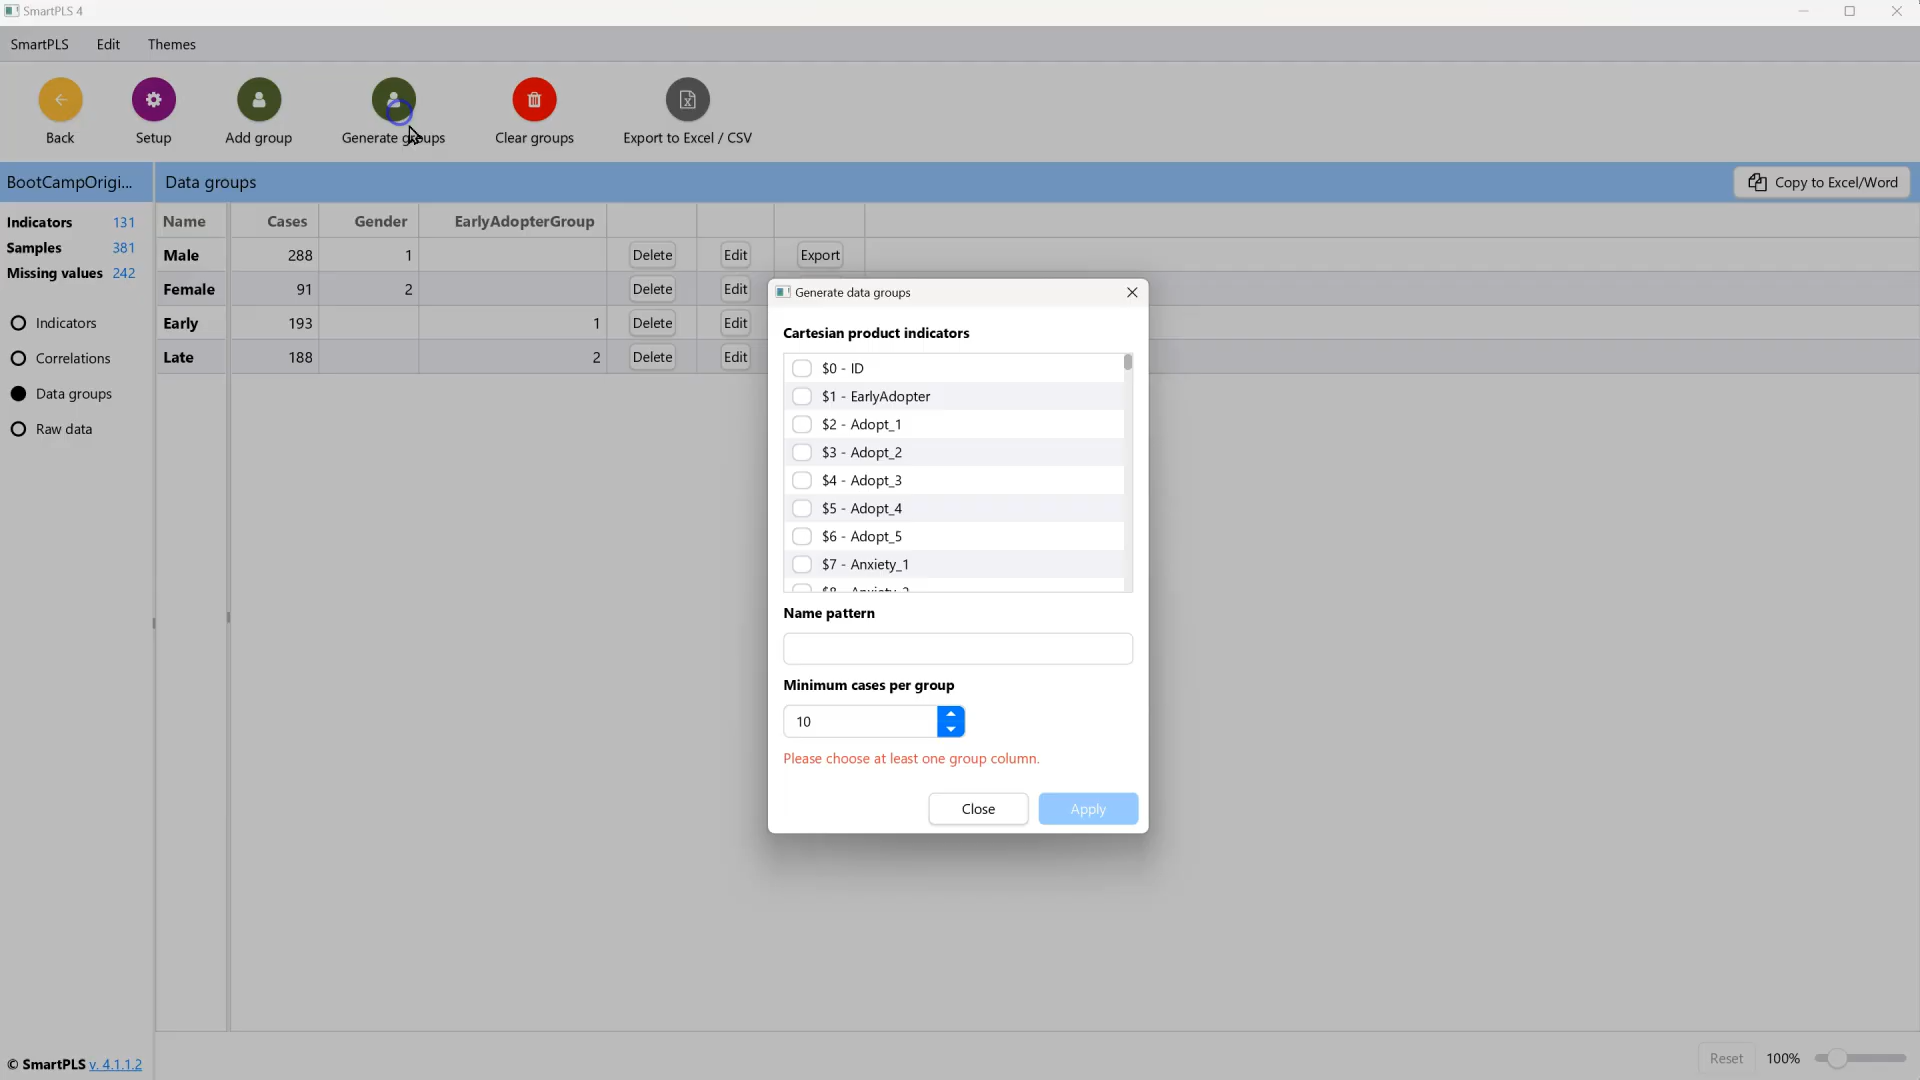 SmartPLS 4
SmartPLS Edit Themes
Back Setup Add group Generate groups Clear groups Export to Excel / CSV
BootCampOrigi... Data groups Copy to Excel/Word
Indicators 131
Samples 381
Missing values 242
Indicators
Correlations
Data groups
Raw data
Name Cases Gender EarlyAdopterGroup
Male 288 1 Delete Edit Export
Female 91 2 Delete Edit
Early 193 1 Delete Edit
Late 188 2 Delete Edit
Generate data groups
Cartesian product indicators
$0 - ID
$1 - EarlyAdopter
$2 - Adopt_1
$3 - Adopt_2
$4 - Adopt_3
$5 - Adopt_4
$6 - Adopt_5
$7 - Anxiety_1
$8 - Anxiety_2
Name pattern
Minimum cases per group
10
Please choose at least one group column.
Close Apply
© SmartPLS v. 4.1.1.2
Reset 100%